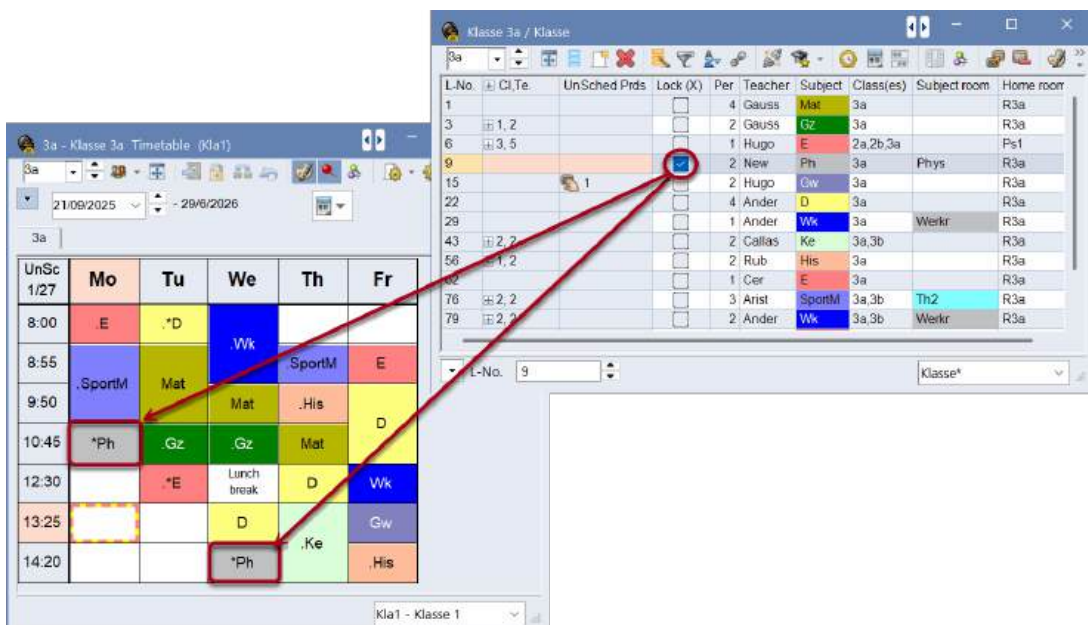 Klasse 3a / Klasse
3a
L-No. Cl,Te. UnSched Prds Lock (X) Per Teacher Subject Class(es) Subject room Home room
1 4 Gauss Mat 3a R3a
3 1, 2 2 Gauss Gz 3a R3a
6 3, 5 1 Hugo E 2a,2b,3a Ps1
9 2 New Ph 3a Phys R3a
15 1 2 Hugo Gw 3a R3a
22 4 Ander D 3a R3a
29 1 Ander Wk 3a Werkr R3a
43 2, 2 2 Callas Ke 3a,3b R3a
56 1, 2 2 Rub His 3a R3a
62 1 Cer E 3a R3a
76 2, 2 3 Arist SportM 3a,3b Th2 R3a
79 2, 2 2 Ander Wk 3a,3b Werkr R3a
L-No. 9 Klasse*
3a - Klasse 3a Timetable (Kla1)
3a
21/09/2025 - 29/6/2026
3a
UnSc
1/27 Mo Tu We Th Fr
8:00 .E .*D .Wk
8:55 .SportM Mat .SportM E
9:50 Mat .His D
10:45 *Ph .Gz .Gz Mat
12:30 .*E Lunch
break D Wk
13:25 D .Ke Gw
14:20 *Ph .His
Kla1 - Klasse 1